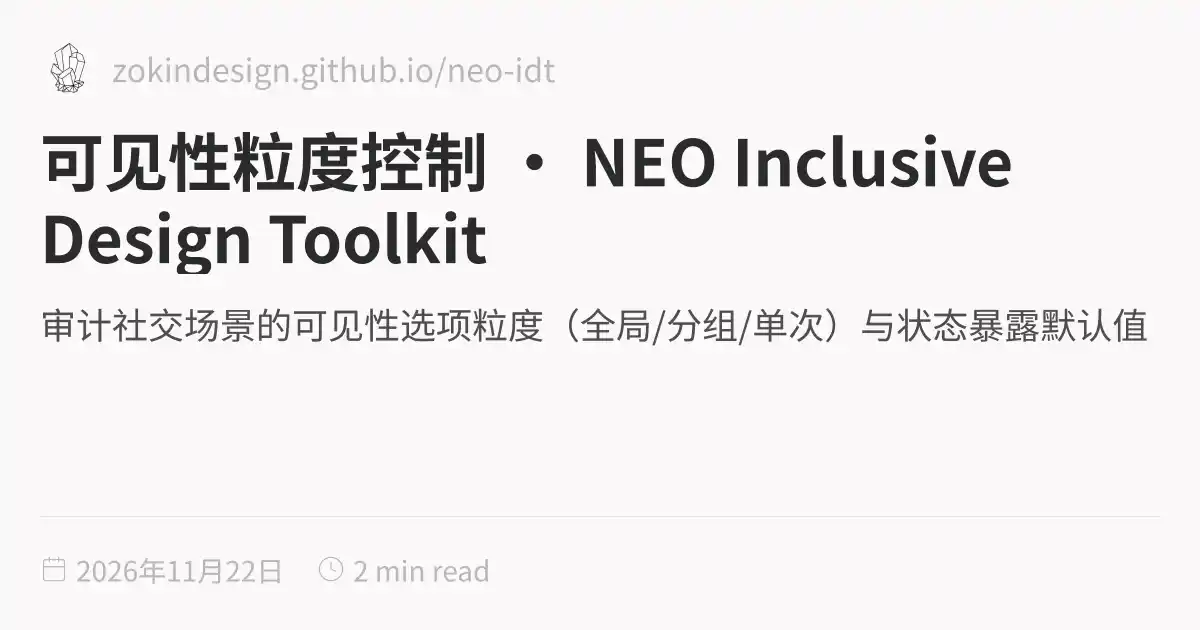 zokindesign.github.io/neo-idt
可见性粒度控制 · NEO Inclusive
Design Toolkit
审计社交场景的可见性选项粒度（全局/分组/单次）与状态暴露默认值
2026年11月22日 2 min read